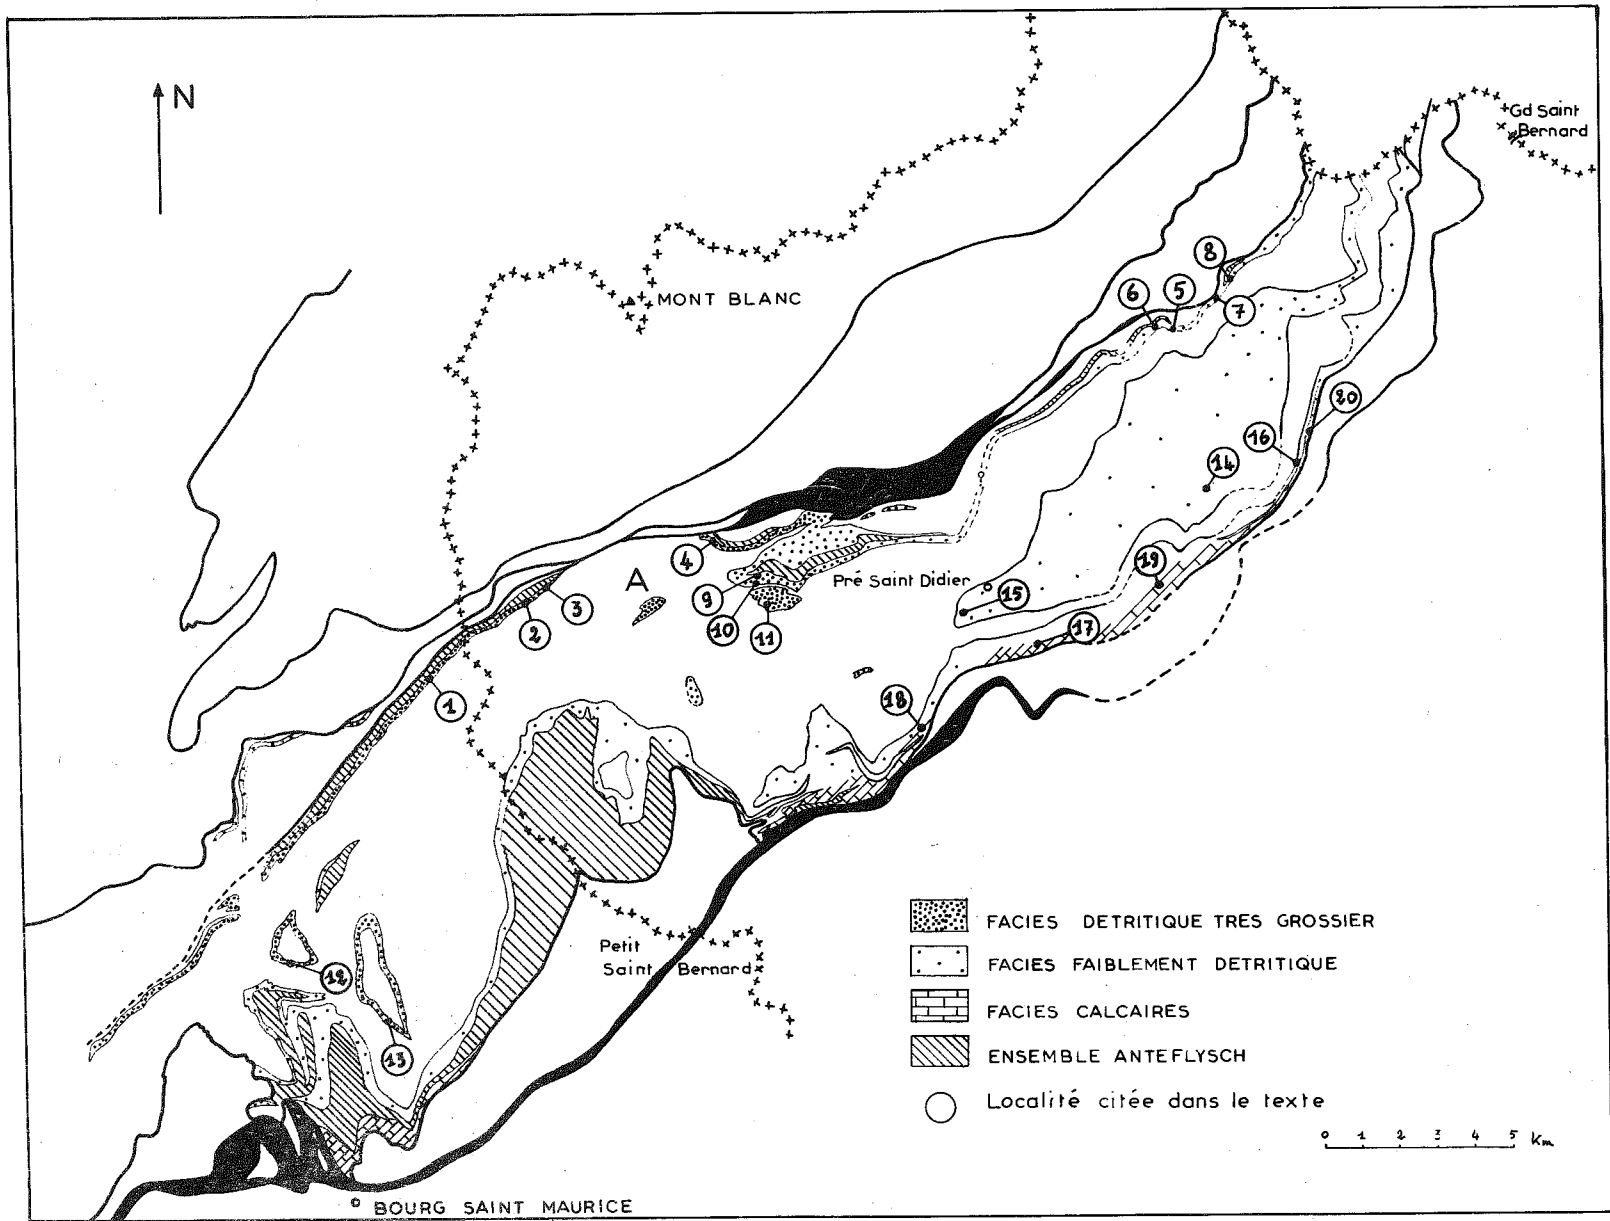 N
Gd Saint
Bernard
MONT BLANC
8
6
5
7
20
16
14
4
A
3
2
9
10
11
Pré Saint Didier
15
19
17
1
18
Petit
Saint Bernard
12
13
FACIES DETRITIQUE TRES GROSSIER
FACIES FAIBLEMENT DETRITIQUE
FACIES CALCAIRES
ENSEMBLE ANTEFLYSCH
Localité citée dans le texte
0 1 2 3 4 5 Km
BOURG SAINT MAURICE